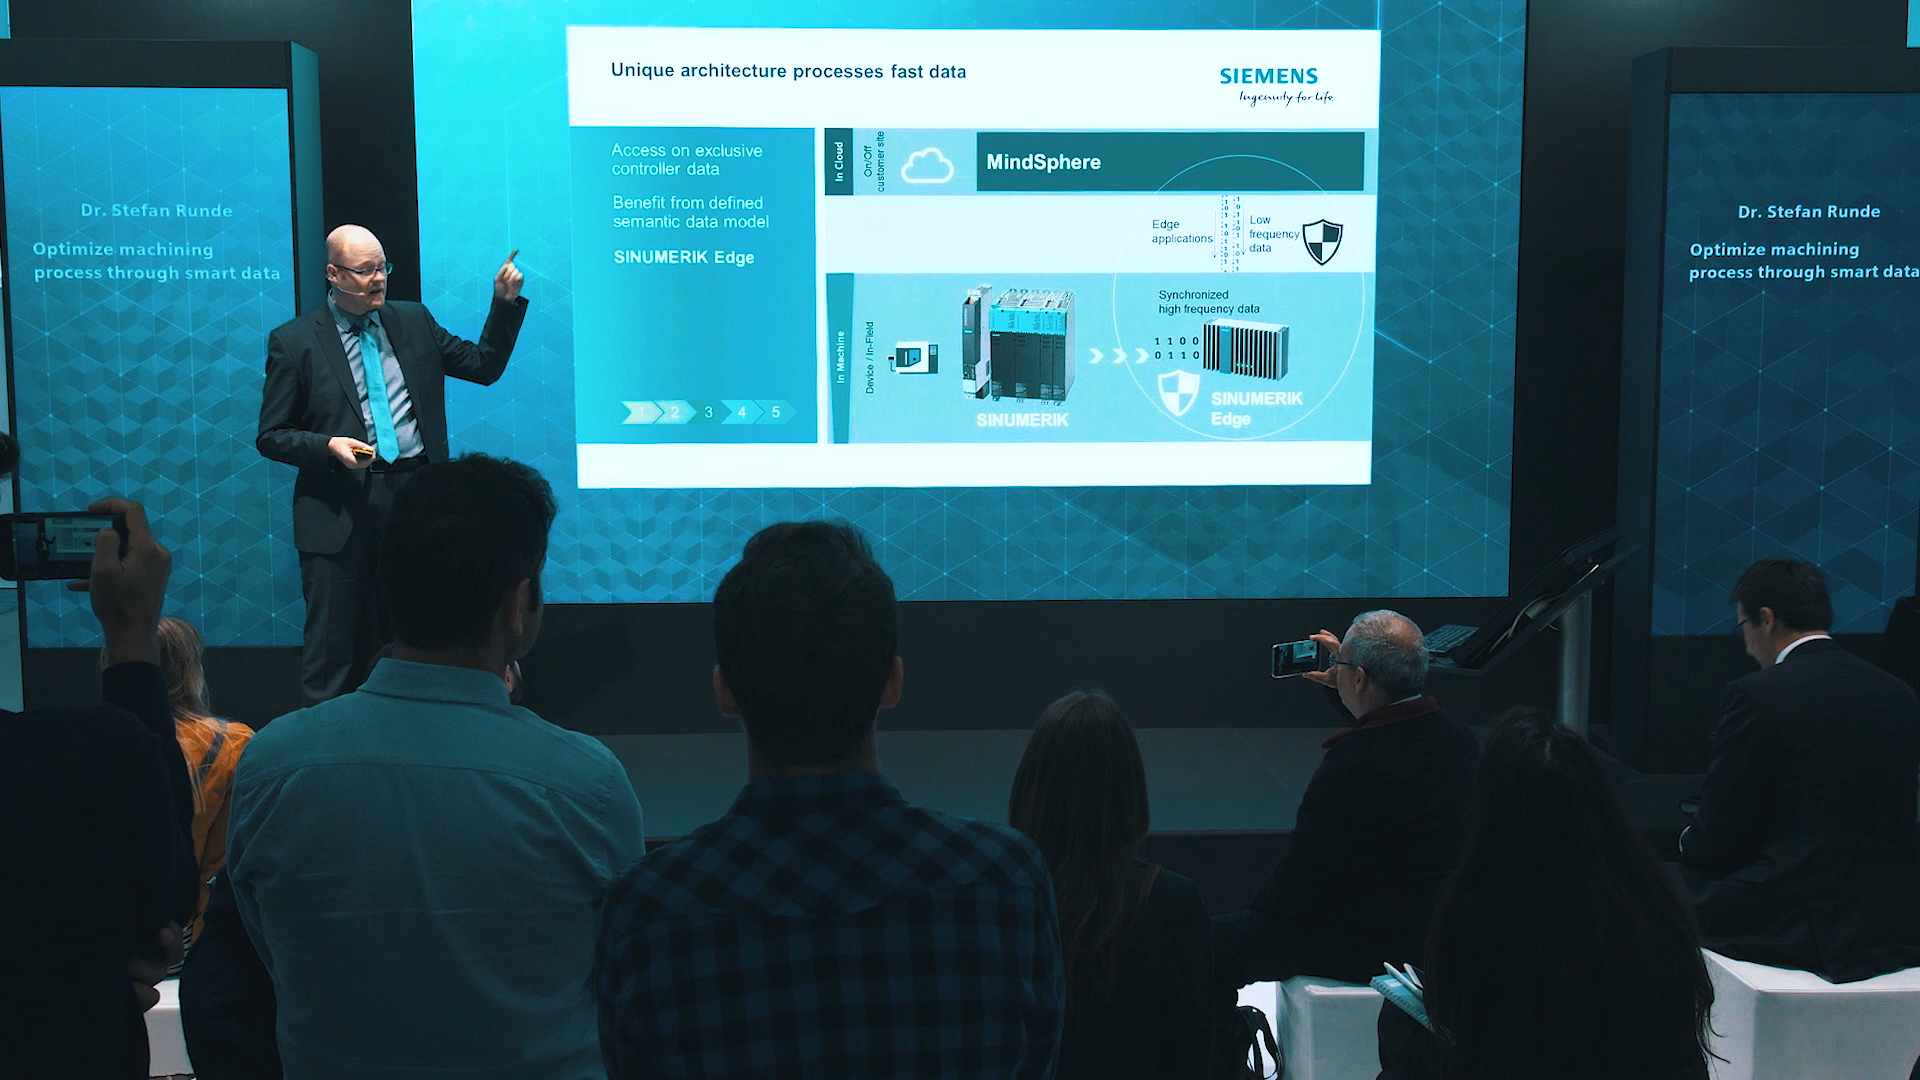 Dr. Stefan Runde
Optimize machining
process through smart data
Unique architecture processes fast data
SIEMENS
Ingenuity for life
Access on exclusive
controller data
Benefit from defined
semantic data model
SINUMERIK Edge
1 2 3 4 5
In Cloud
On/Off
customer site
MindSphere
Edge
applications
Low
frequency
data
In Machine
Device / In-Field
SINUMERIK
Synchronized
high frequency data
1 1 0 0
0 1 1 0
SINUMERIK
Edge
Dr. Stefan Runde
Optimize machining
process through smart data